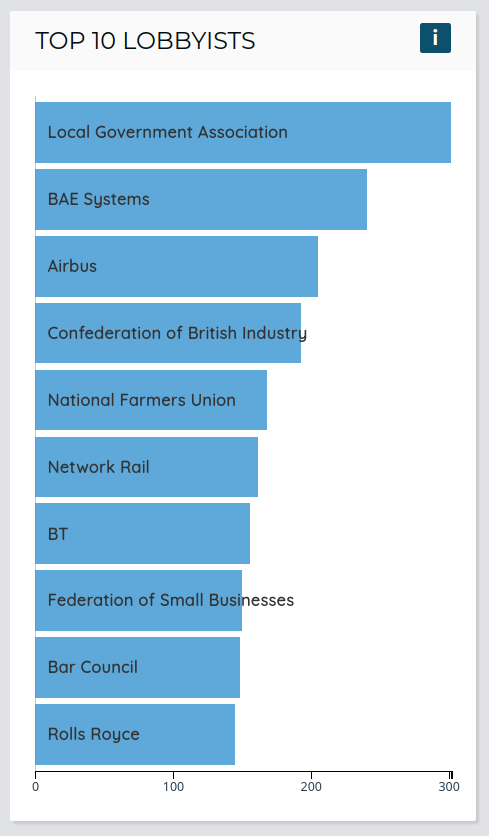 TOP 10 LOBBYISTS
i
Local Government Association
BAE Systems
Airbus
Confederation of British Industry
National Farmers Union
Network Rail
BT
Federation of Small Businesses
Bar Council
Rolls Royce
0 100 200 300